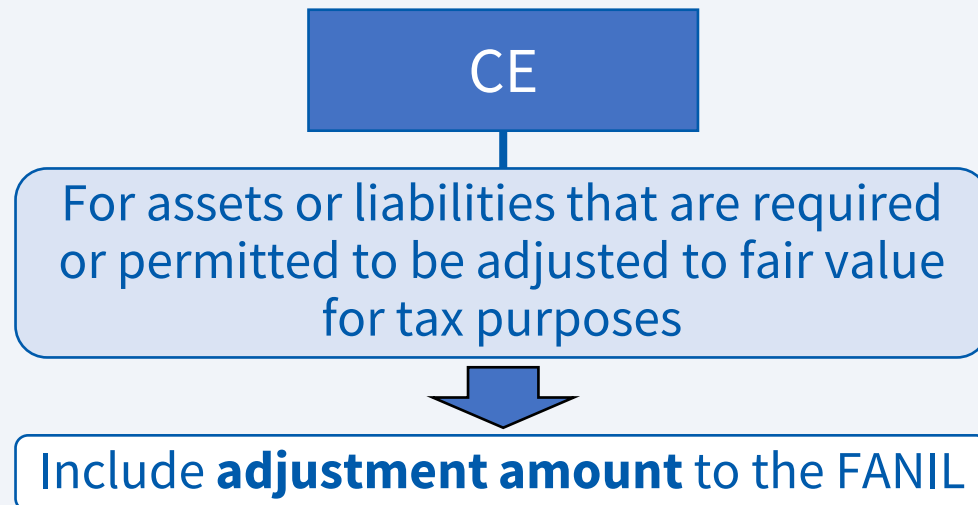 CE
For assets or liabilities that are required
or permitted to be adjusted to fair value
for tax purposes
Include adjustment amount to the FANIL